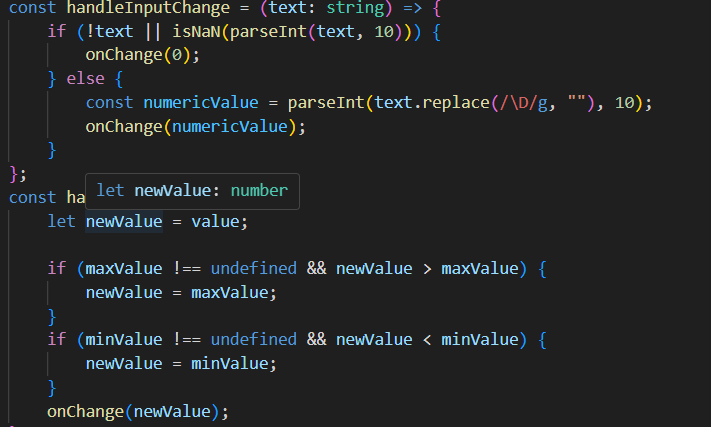 const handleInputChange = (text: string) => {
if (!text || isNaN(parseInt(text, 10))) {
onChange(0);
} else {
const numericValue = parseInt(text.replace(/\D/g, ""), 10);
onChange(numericValue);
}
};
const ha
let newValue: number
let newValue = value;
if (maxValue !== undefined && newValue > maxValue) {
newValue = maxValue;
}
if (minValue !== undefined && newValue < minValue) {
newValue = minValue;
}
onChange(newValue);